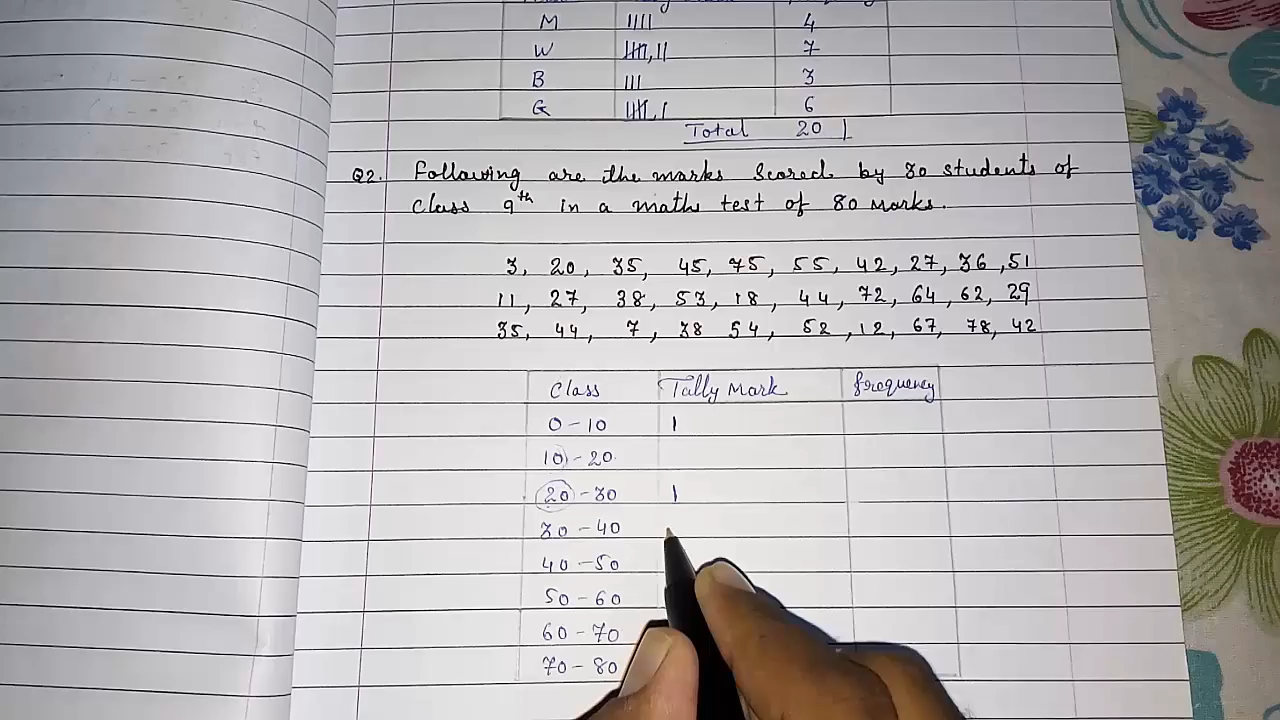 M |||| 4
W 卌, || 7
B ||| 3
G 卌, | 6
Total 20
Q2. Following are the marks Scored by 30 students of
class 9th in a maths test of 80 Marks.
3, 20, 35, 45, 75, 55, 42, 27, 36, 51
11, 27, 38, 53, 18, 44, 72, 64, 62, 29
35, 44, 7, 38 54, 52, 12, 67, 78, 42
Class Tally Mark frequency
0-10 |
10-20
20-30 |
30-40
40-50
50-60
60-70
70-80